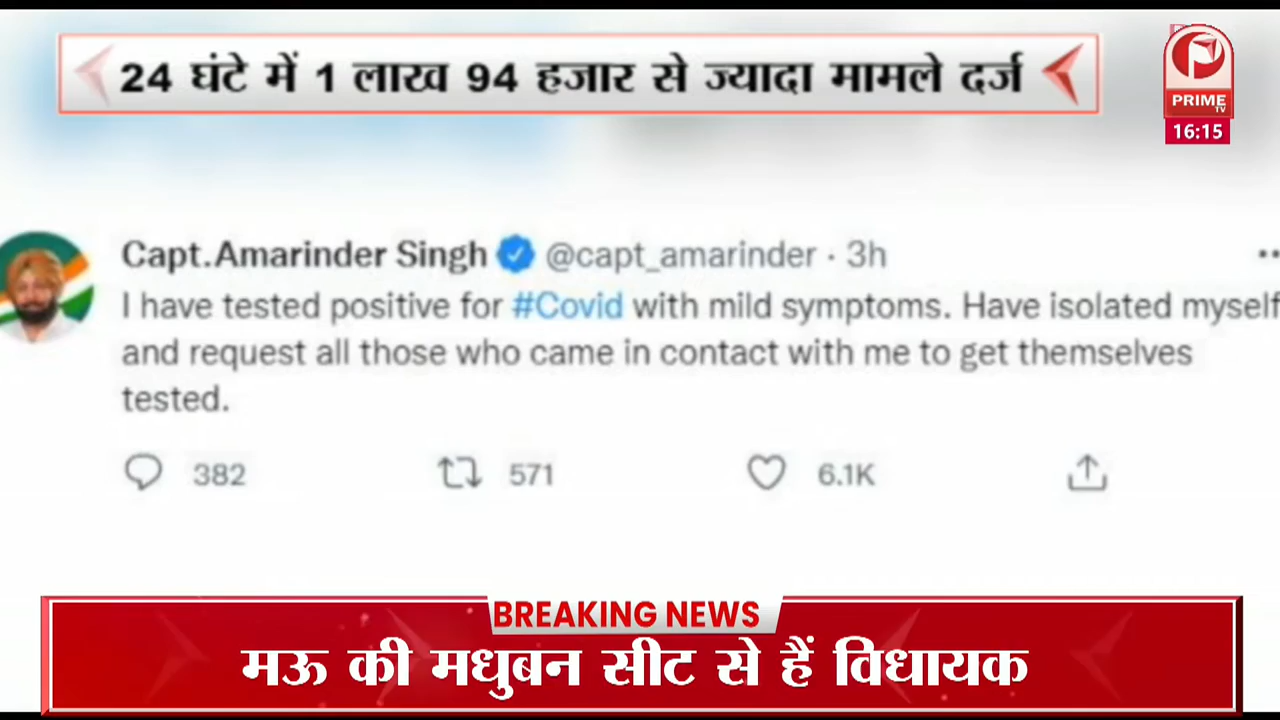 24 घंटे में 1 लाख 94 हजार से ज्यादा मामले दर्ज
PRIME
TV
16:15
Capt.Amarinder Singh @capt_amarinder · 3h
I have tested positive for #Covid with mild symptoms. Have isolated myself
and request all those who came in contact with me to get themselves
tested.
382 571 6.1K
BREAKING NEWS
मऊ की मधुबन सीट से हैं विधायक